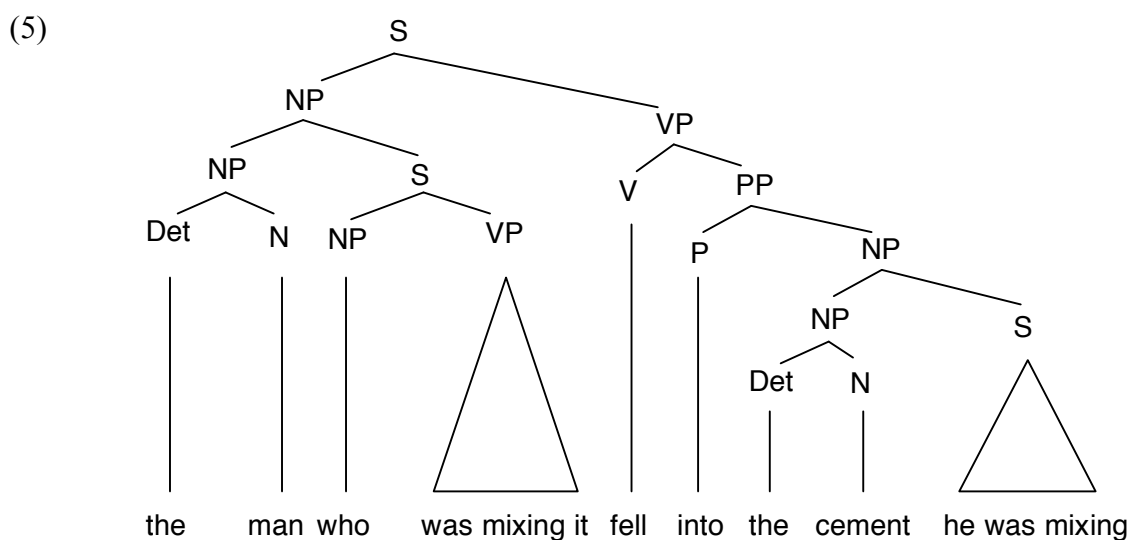 (5)
S
NP VP
NP S V PP
Det N NP VP P NP
NP S
Det N
the man who was mixing it fell into the cement he was mixing